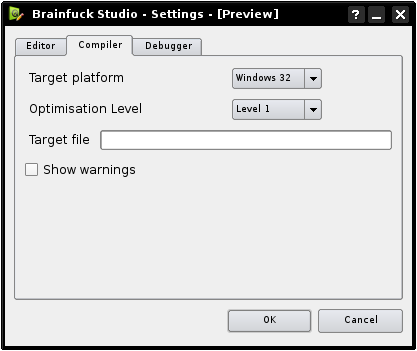 Brainfuck Studio - Settings - [Preview]
Editor Compiler Debugger
Target platform Windows 32
Optimisation Level Level 1
Target file
Show warnings
OK Cancel